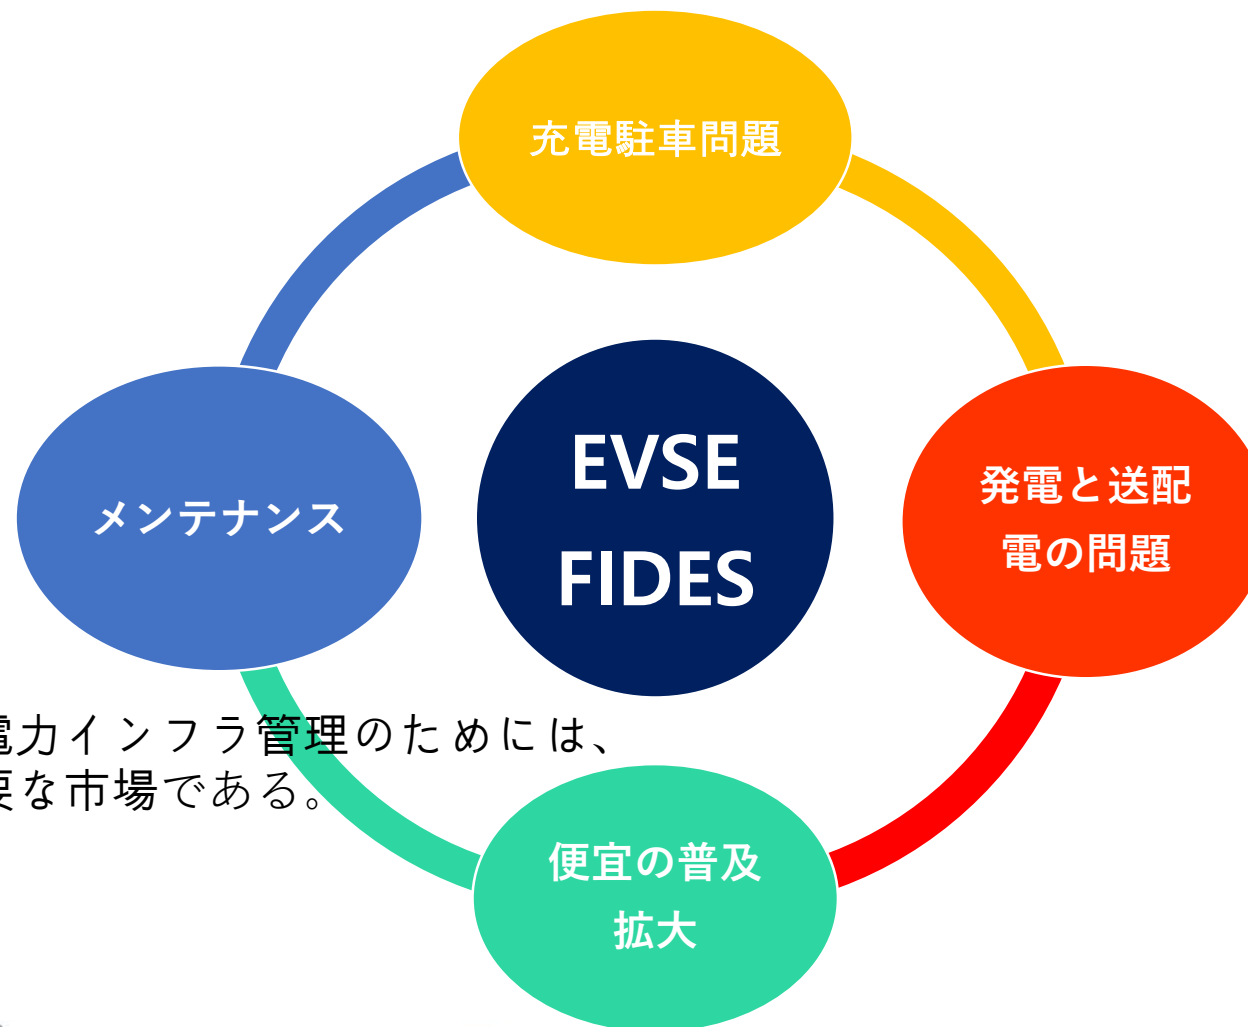 充電駐車問題
EVSE
FIDES
発電と送配
電の問題
メンテナンス
電力インフラ管理のためには、
要な市場である。
便宜の普及
拡大